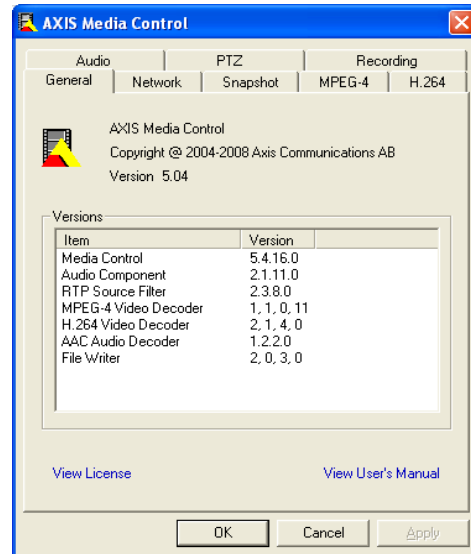 AXIS Media Control
Audio PTZ Recording
General Network Snapshot MPEG-4 H.264
AXIS Media Control
Copyright @ 2004-2008 Axis Communications AB
Version 5.04
Versions
Item Version
Media Control 5.4.16.0
Audio Component 2.1.11.0
RTP Source Filter 2.3.8.0
MPEG-4 Video Decoder 1, 1, 0, 11
H.264 Video Decoder 2, 1, 4, 0
AAC Audio Decoder 1.2.2.0
File Writer 2, 0, 3, 0
View License View User's Manual
OK Cancel Apply